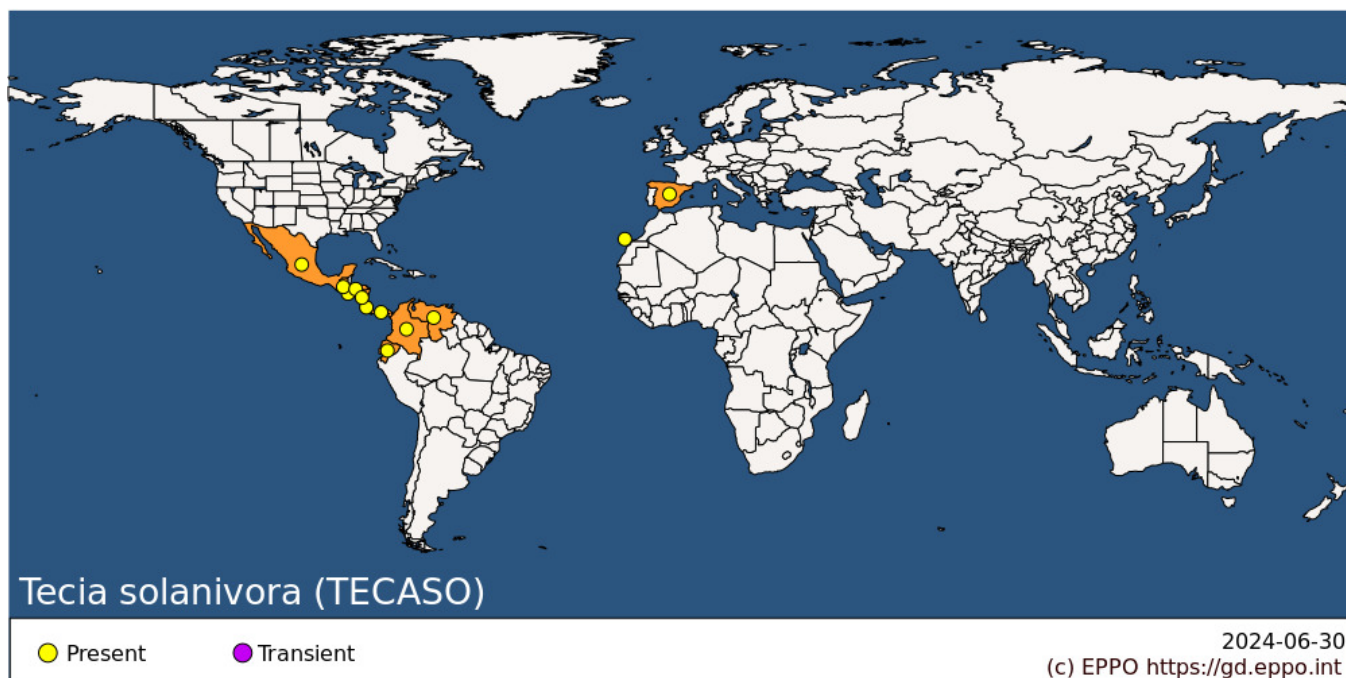 Tecia solanivora (TECASO)
Present
Transient
2024-06-30
(c) EPPO https://gd.eppo.int